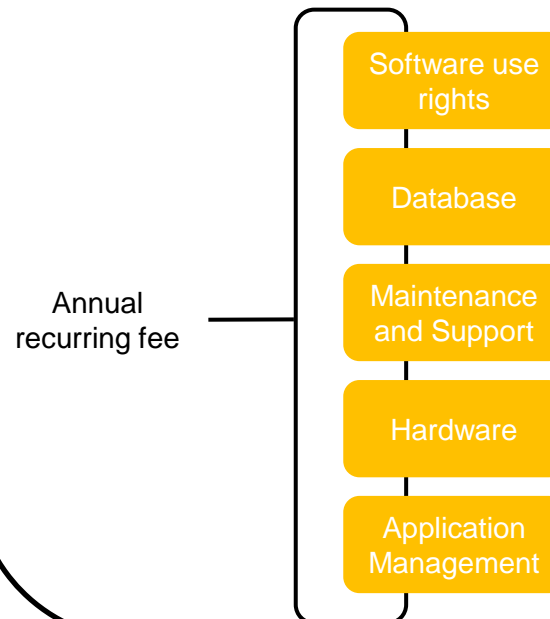 Software use
rights
Database
Annual
recurring fee
Maintenance
and Support
Hardware
Application
Management